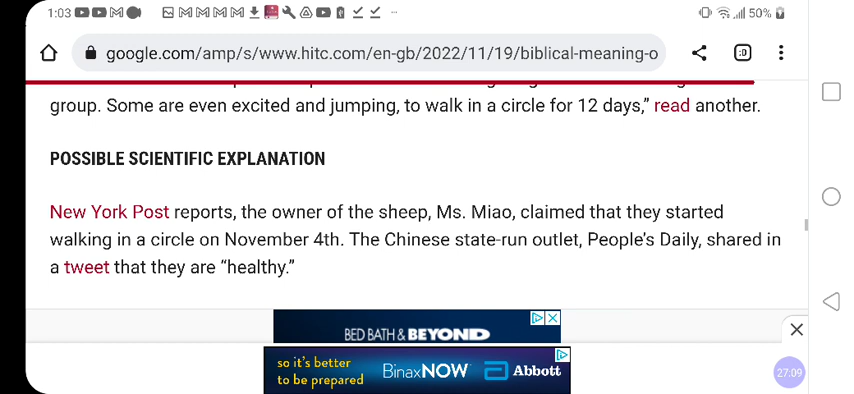 1:03
50%
google.com/amp/s/www.hitc.com/en-gb/2022/11/19/biblical-meaning-o
:D
group. Some are even excited and jumping, to walk in a circle for 12 days,” read another.
POSSIBLE SCIENTIFIC EXPLANATION
New York Post reports, the owner of the sheep, Ms. Miao, claimed that they started
walking in a circle on November 4th. The Chinese state-run outlet, People's Daily, shared in
a tweet that they are “healthy.”
BED BATH & BEYOND
so it's better
to be prepared
BinaxNOW
Abbott
27:09